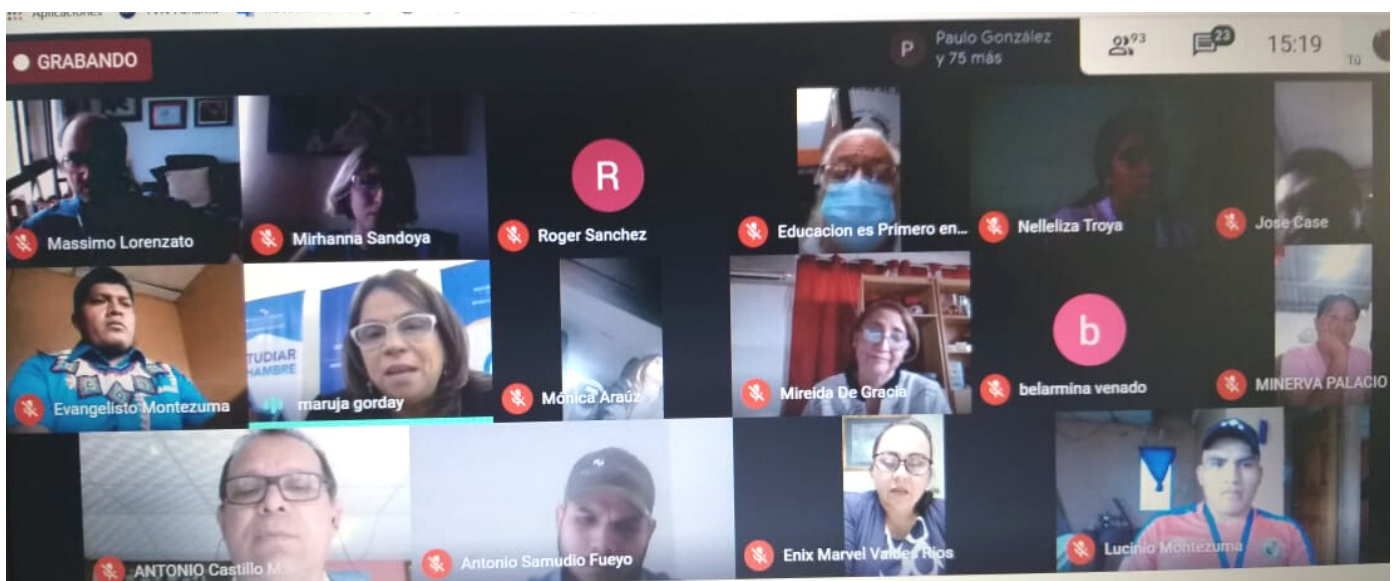 Aplicaciones
GRABANDO
P
Paulo González
y 75 más
93
23
15:19
Tú
R
Massimo Lorenzato
Mirhanna Sandoya
Roger Sanchez
Educacion es Primero en...
Nelleliza Troya
Jose Case
TUDIAR
HAMBRE
b
Evangelisto Montezuma
maruja gorday
Mónica Araúz
Mireida De Gracia
belarmina venado
MINERVA PALACIO
ANTONIO Castillo M
Antonio Samudio Fueyo
Enix Marvel Valdes Rios
Lucinio Montezuma